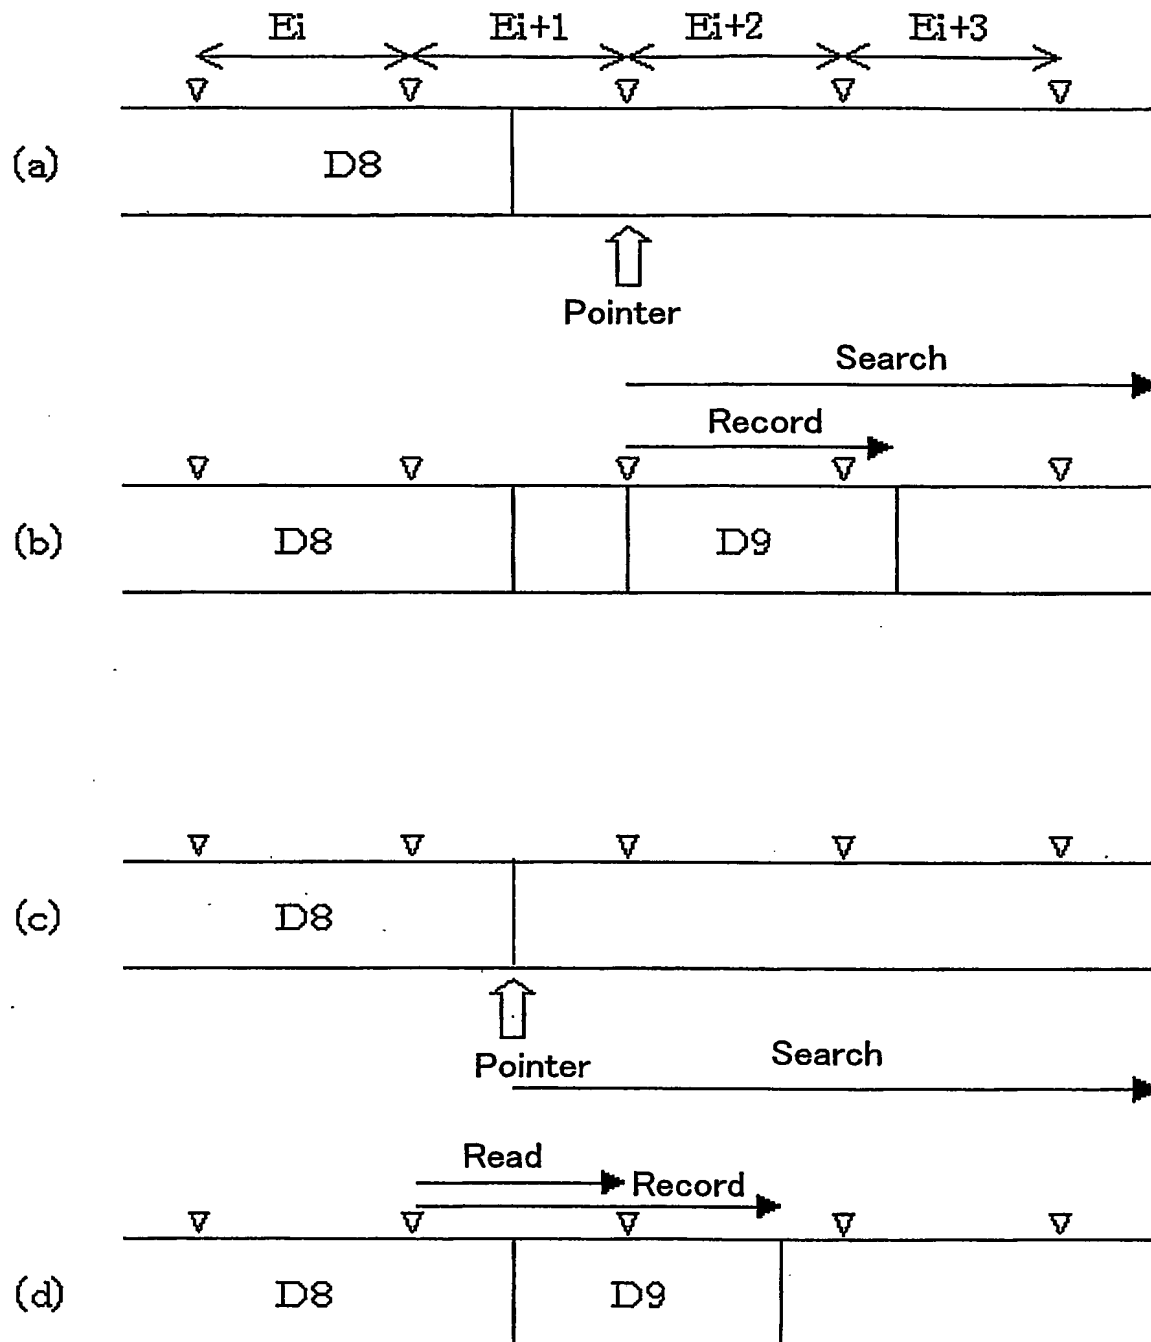 Ei Ei+1 Ei+2 Ei+3
(a) D8
Pointer
Search
Record
(b) D8 D9
(c) D8
Pointer
Search
Read
Record
(d) D8 D9